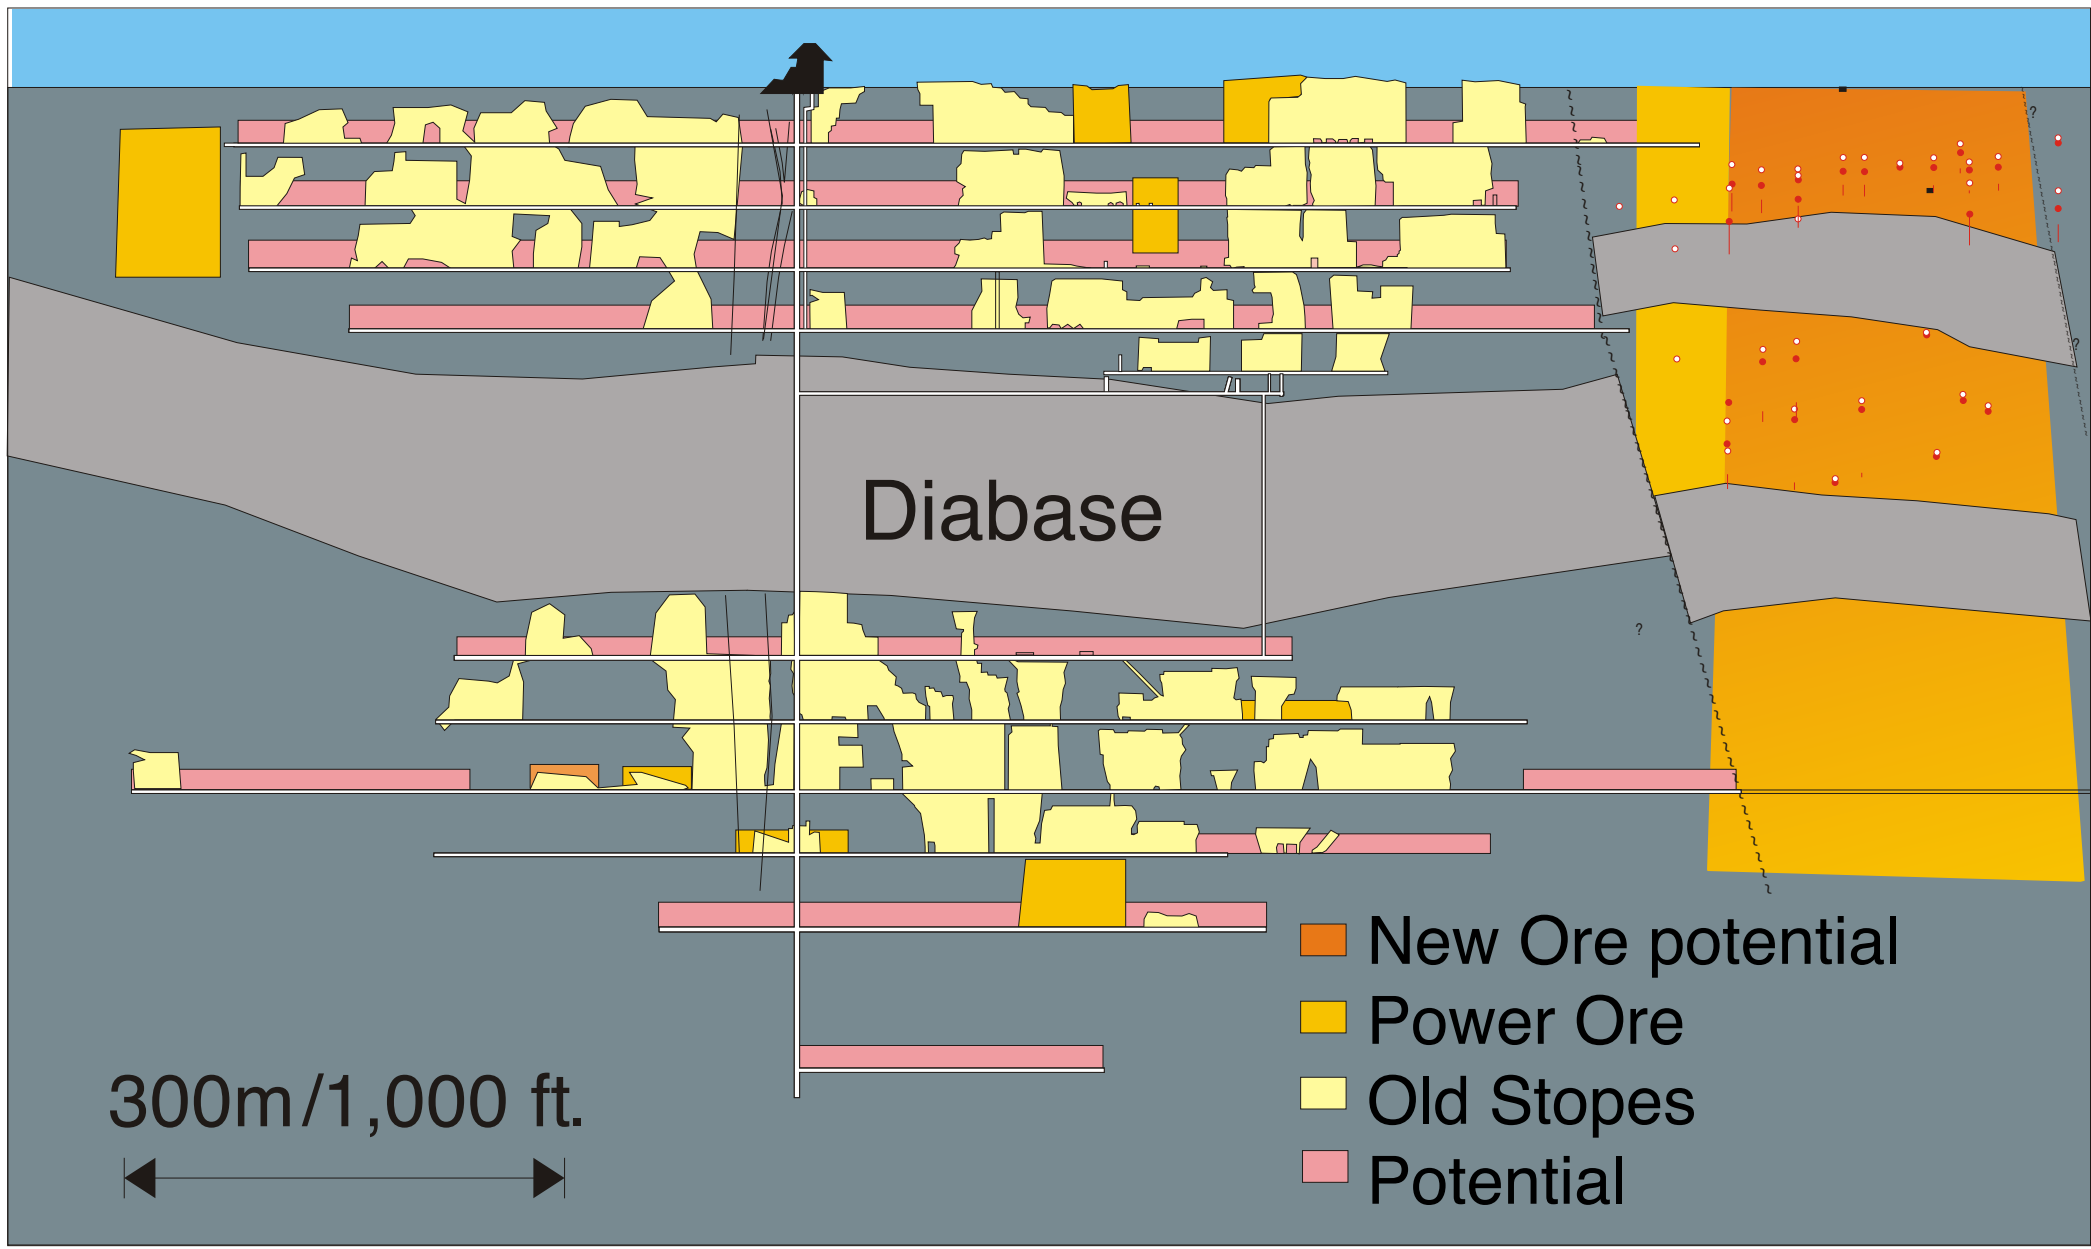 ?
?
Diabase
?
New Ore potential
Power Ore
Old Stopes
300m/1,000 ft.
Potential